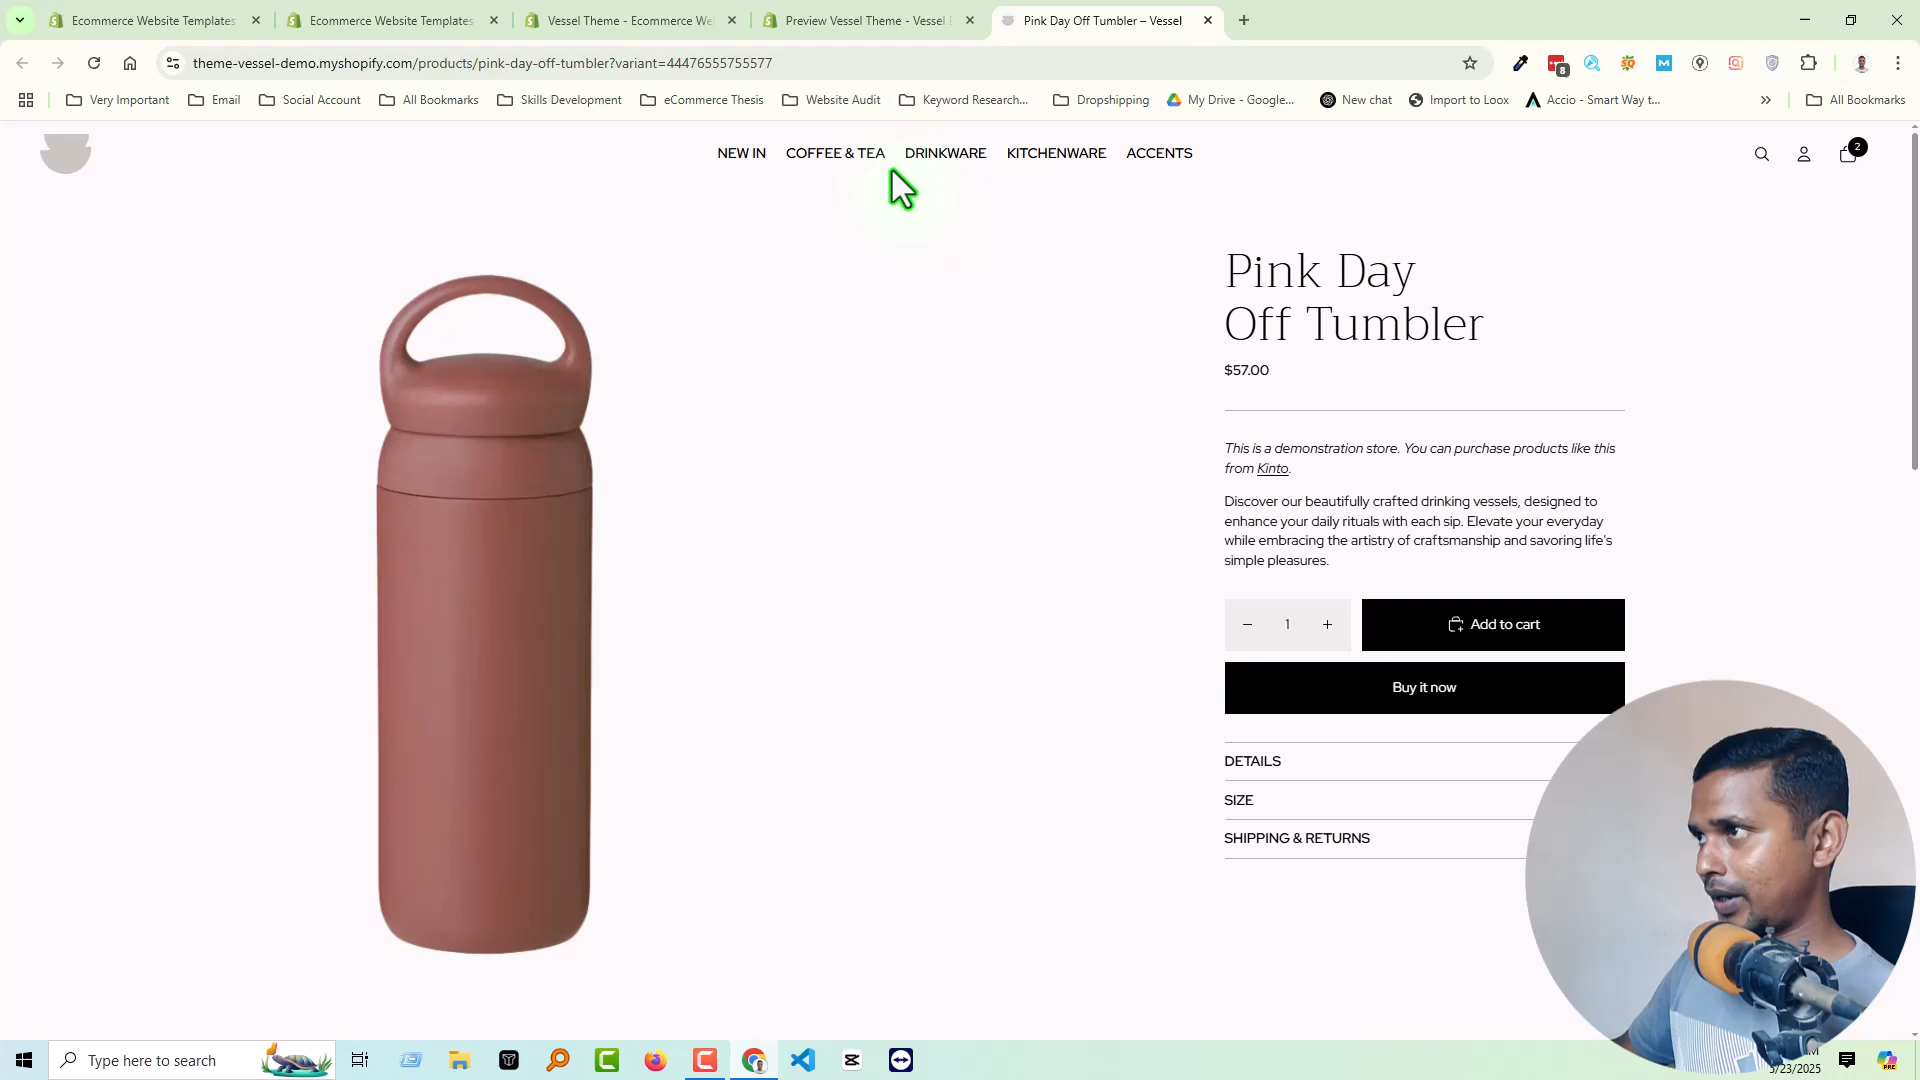 Ecommerce Website Templates
Ecommerce Website Templates
Vessel Theme - Ecommerce We
Preview Vessel Theme - Vessel
Pink Day Off Tumbler – Vessel
theme-vessel-demo.myshopify.com/products/pink-day-off-tumbler?variant=44476555755577
8
Very Important
Email
Social Account
All Bookmarks
Skills Development
eCommerce Thesis
Website Audit
Keyword Research...
Dropshipping
My Drive - Google...
New chat
Import to Loox
Accio - Smart Way t...
All Bookmarks
NEW IN
COFFEE & TEA
DRINKWARE
KITCHENWARE
ACCENTS
2
Pink Day
Off Tumbler
$57.00
This is a demonstration store. You can purchase products like this
from Kinto.
Discover our beautifully crafted drinking vessels, designed to
enhance your daily rituals with each sip. Elevate your everyday
while embracing the artistry of craftsmanship and savoring life's
simple pleasures.
1
Add to cart
Buy it now
DETAILS
SIZE
SHIPPING & RETURNS
Type here to search